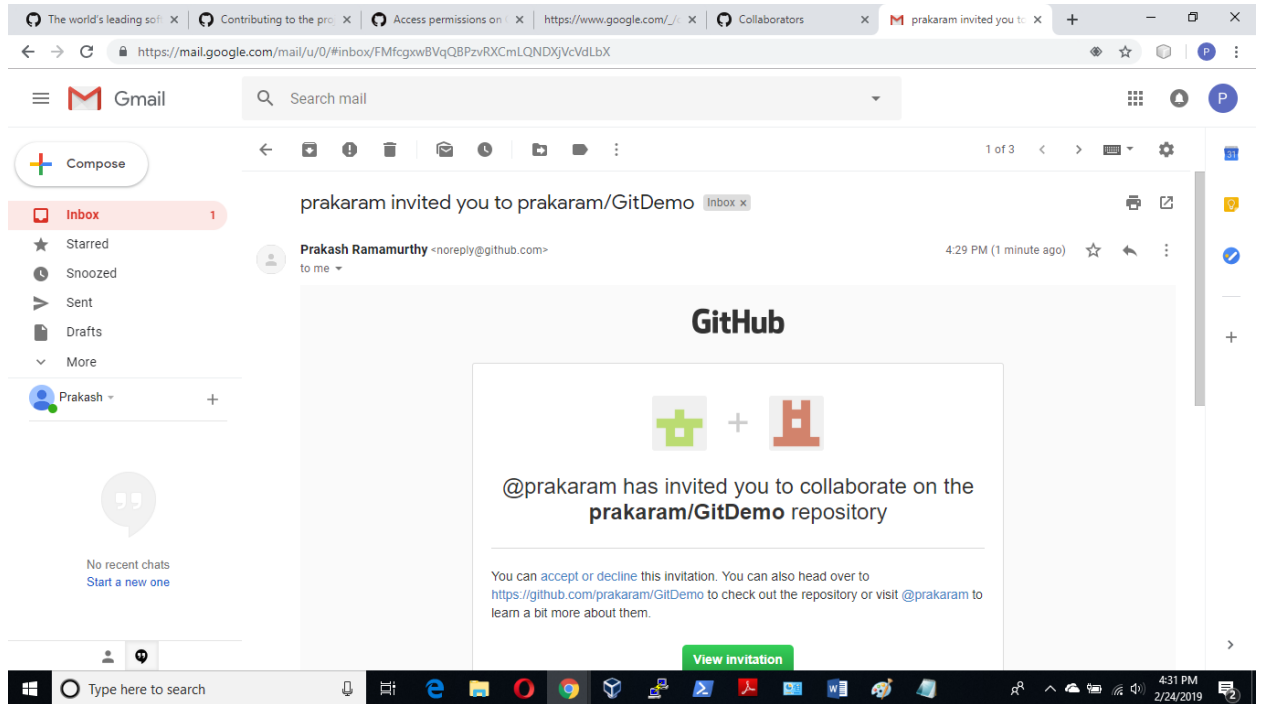 The world's leading soft
Contributing to the proj
Access permissions on
https://www.google.com/_/
Collaborators
prakaram invited you to
https://mail.google.com/mail/u/0/#inbox/FMfcgxwBVqQBPzvRXCmLQNDXjVcVdLbX
P
Gmail
Search mail
P
Compose
1 of 3
31
Inbox
1
prakaram invited you to prakaram/GitDemo
Inbox x
Starred
Prakash Ramamurthy <noreply@github.com>
4:29 PM (1 minute ago)
to me
Snoozed
Sent
Drafts
More
GitHub
Prakash
@prakaram has invited you to collaborate on the
prakaram/GitDemo repository
No recent chats
Start a new one
You can accept or decline this invitation. You can also head over to
https://github.com/prakaram/GitDemo to check out the repository or visit @prakaram to
learn a bit more about them.
View invitation
Type here to search
4:31 PM
2/24/2019
2